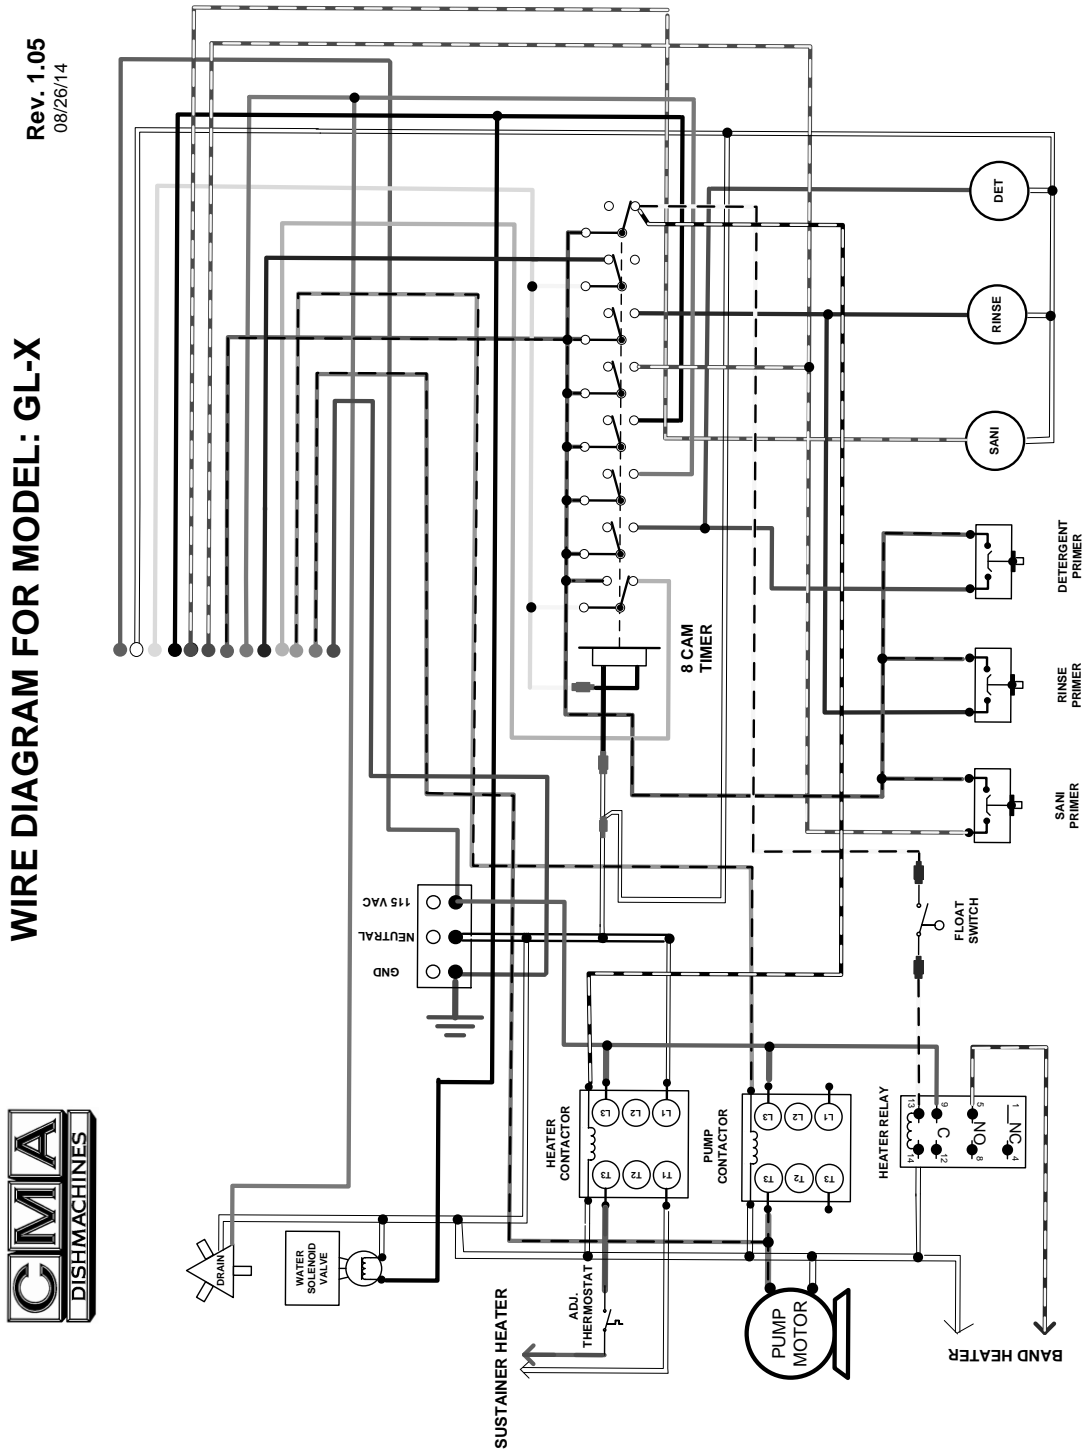 WIRE DIAGRAM FOR MODEL: GL-X
Rev. 1.05
08/26/14
CMA
DISHMACHINES
DRAIN
WATER
SOLENOID
VALVE
SUSTAINER HEATER
ADJ.
THERMOSTAT
115 VAC
NEUTRAL
GND
HEATER
CONTACTOR
L3
L2
L1
T3
T2
T1
8 CAM
TIMER
PUMP
CONTACTOR
L3
L2
L1
T3
T2
T3
PUMP
MOTOR
HEATER RELAY
13
9
5
1
C
NO
NC
14
12
8
4
BAND HEATER
FLOAT
SWITCH
SANI
PRIMER
RINSE
PRIMER
DETERGENT
PRIMER
SANI
RINSE
DET